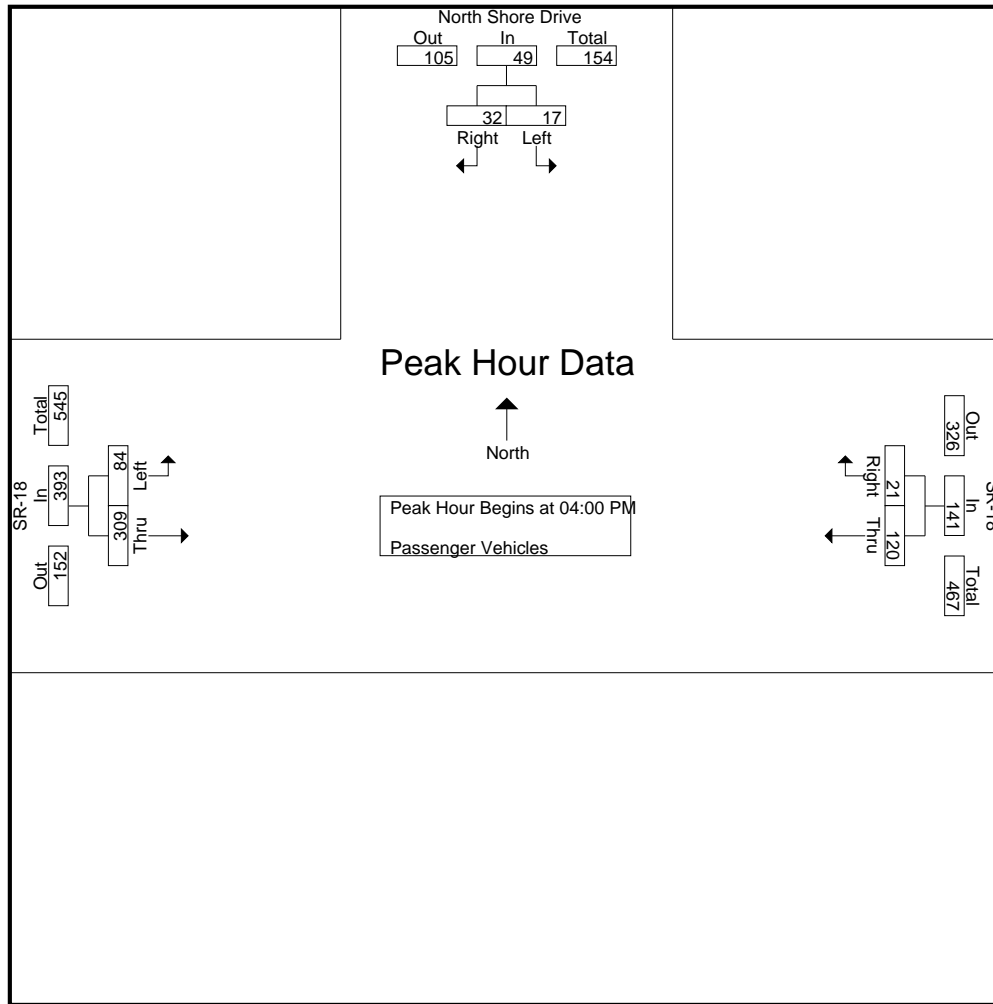 North Shore Drive
Out In Total
105 49 154
32 17
Right Left
Peak Hour Data
North
Peak Hour Begins at 04:00 PM
Passenger Vehicles
SR-18
Out In Total
152 393 545
309 84
Thru Left
SR-18
Out In Total
326 141 467
21 120
Right Thru